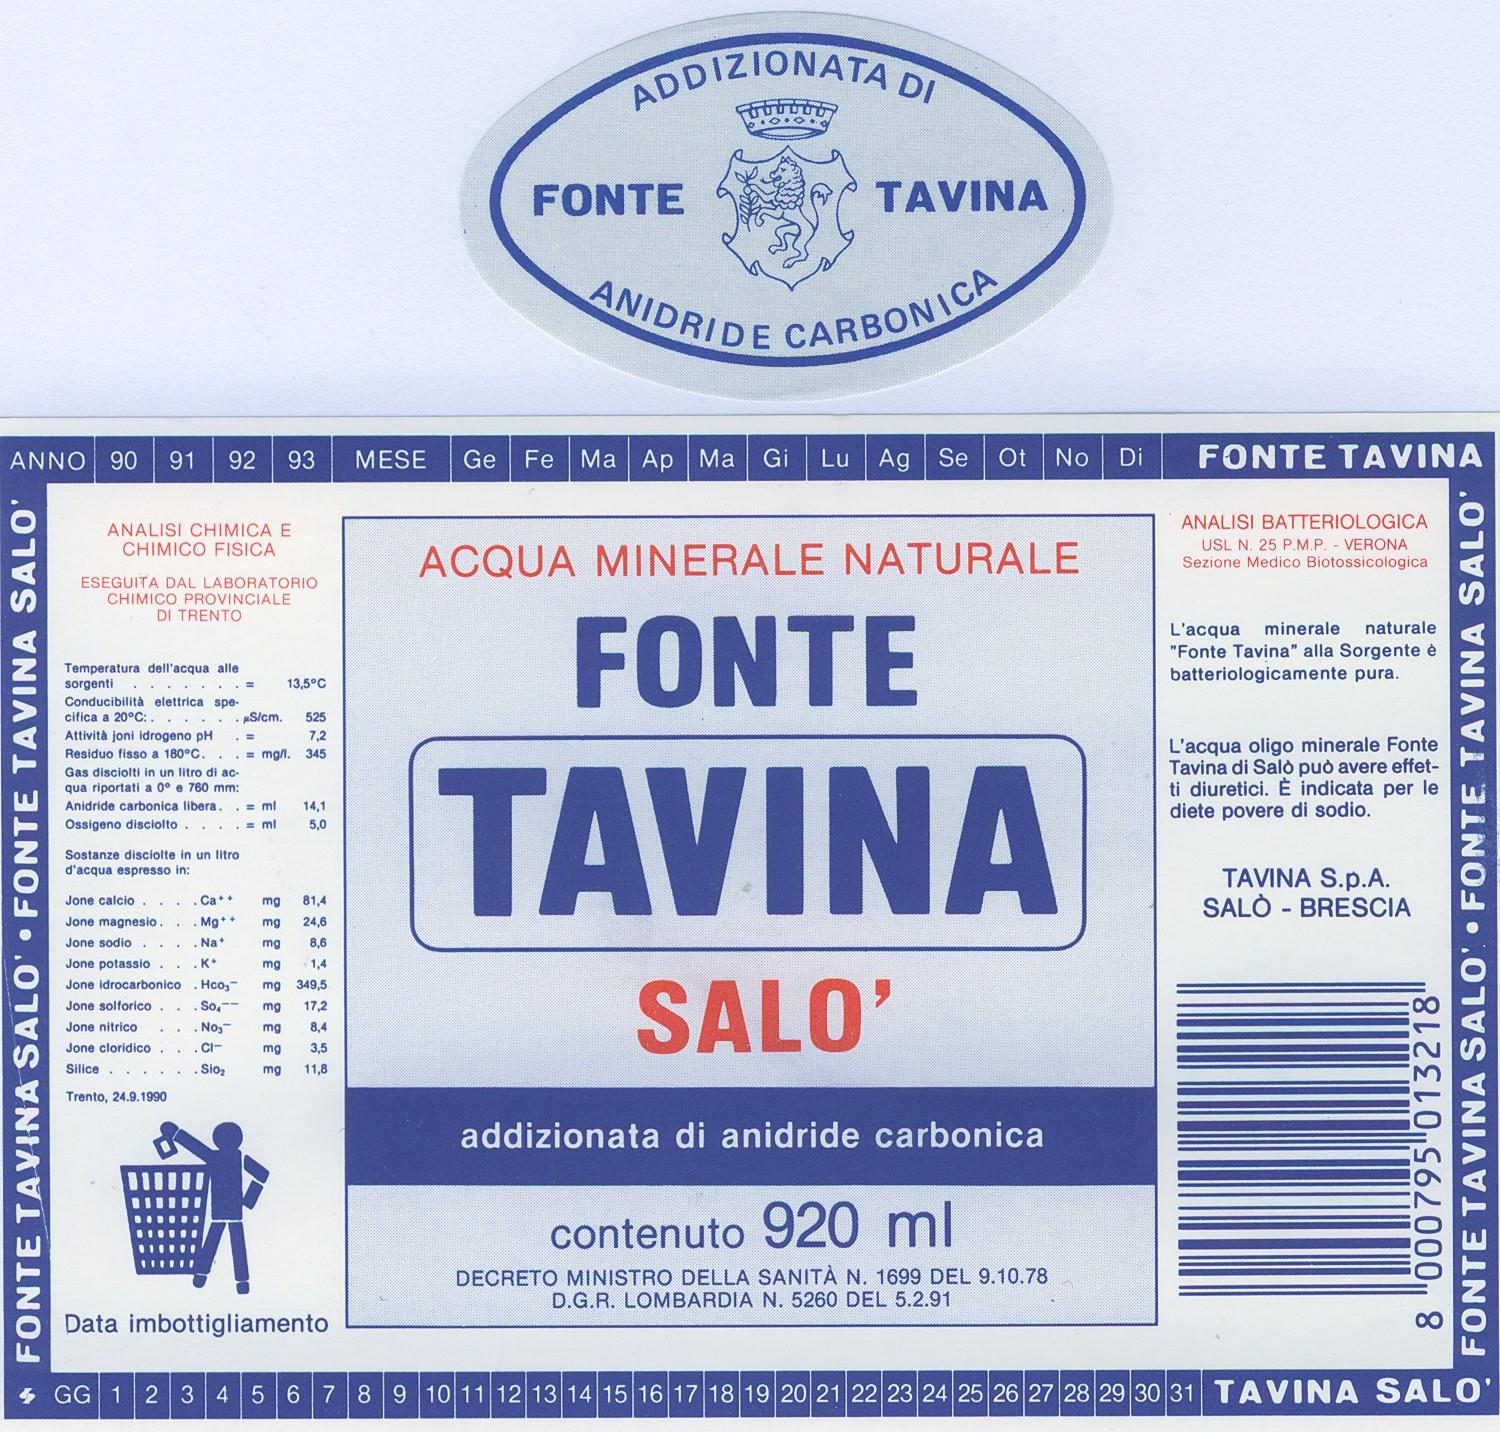 ADDIZIONATA DI
FONTE TAVINA
ANIDRIDE CARBONICA
ANNO 90 91 92 93 MESE Ge Fe Ma Ap Ma Gi Lu Ag Se Ot No Di FONTE TAVINA
FONTE TAVINA SALO' • FONTE TAVINA SALO'
ANALISI CHIMICA E
CHIMICO FISICA
ESEGUITA DAL LABORATORIO
CHIMICO PROVINCIALE
DI TRENTO
Temperatura dell'acqua alle
sorgenti . . . . . . . = 13,5°C
Conducibilità elettrica spe-
cifica a 20°C: . . . . . . µS/cm. 525
Attività joni idrogeno pH . = 7,2
Residuo fisso a 180°C. . . = mg/l. 345
Gas disciolti in un litro di ac-
qua riportati a 0° e 760 mm:
Anidride carbonica libera. . = ml 14,1
Ossigeno disciolto . . . . = ml 5,0
Sostanze disciolte in un litro
d'acqua espresso in:
Jone calcio . . . . Ca++ mg 81,4
Jone magnesio. . . Mg++ mg 24,6
Jone sodio . . . . Na+ mg 8,6
Jone potassio . . . K+ mg 1,4
Jone idrocarbonico . Hco₃– mg 349,5
Jone solforico . . . So₄–– mg 17,2
Jone nitrico . . . No₃– mg 8,4
Jone cloridico . . . Cl– mg 3,5
Silice . . . . . . Sio₂ mg 11,8
Trento, 24.9.1990
Data imbottigliamento
ACQUA MINERALE NATURALE
FONTE
TAVINA
SALO'
addizionata di anidride carbonica
contenuto 920 ml
DECRETO MINISTRO DELLA SANITÀ N. 1699 DEL 9.10.78
D.G.R. LOMBARDIA N. 5260 DEL 5.2.91
ANALISI BATTERIOLOGICA
USL N. 25 P.M.P. - VERONA
Sezione Medico Biotossicologica
L'acqua minerale naturale
"Fonte Tavina" alla Sorgente è
batteriologicamente pura.
L'acqua oligo minerale Fonte
Tavina di Salò può avere effet-
ti diuretici. È indicata per le
diete povere di sodio.
TAVINA S.p.A.
SALÒ - BRESCIA
8 000795 013218
FONTE TAVINA SALO' • FONTE TAVINA SALO'
GG 1 2 3 4 5 6 7 8 9 10 11 12 13 14 15 16 17 18 19 20 21 22 23 24 25 26 27 28 29 30 31 TAVINA SALO'